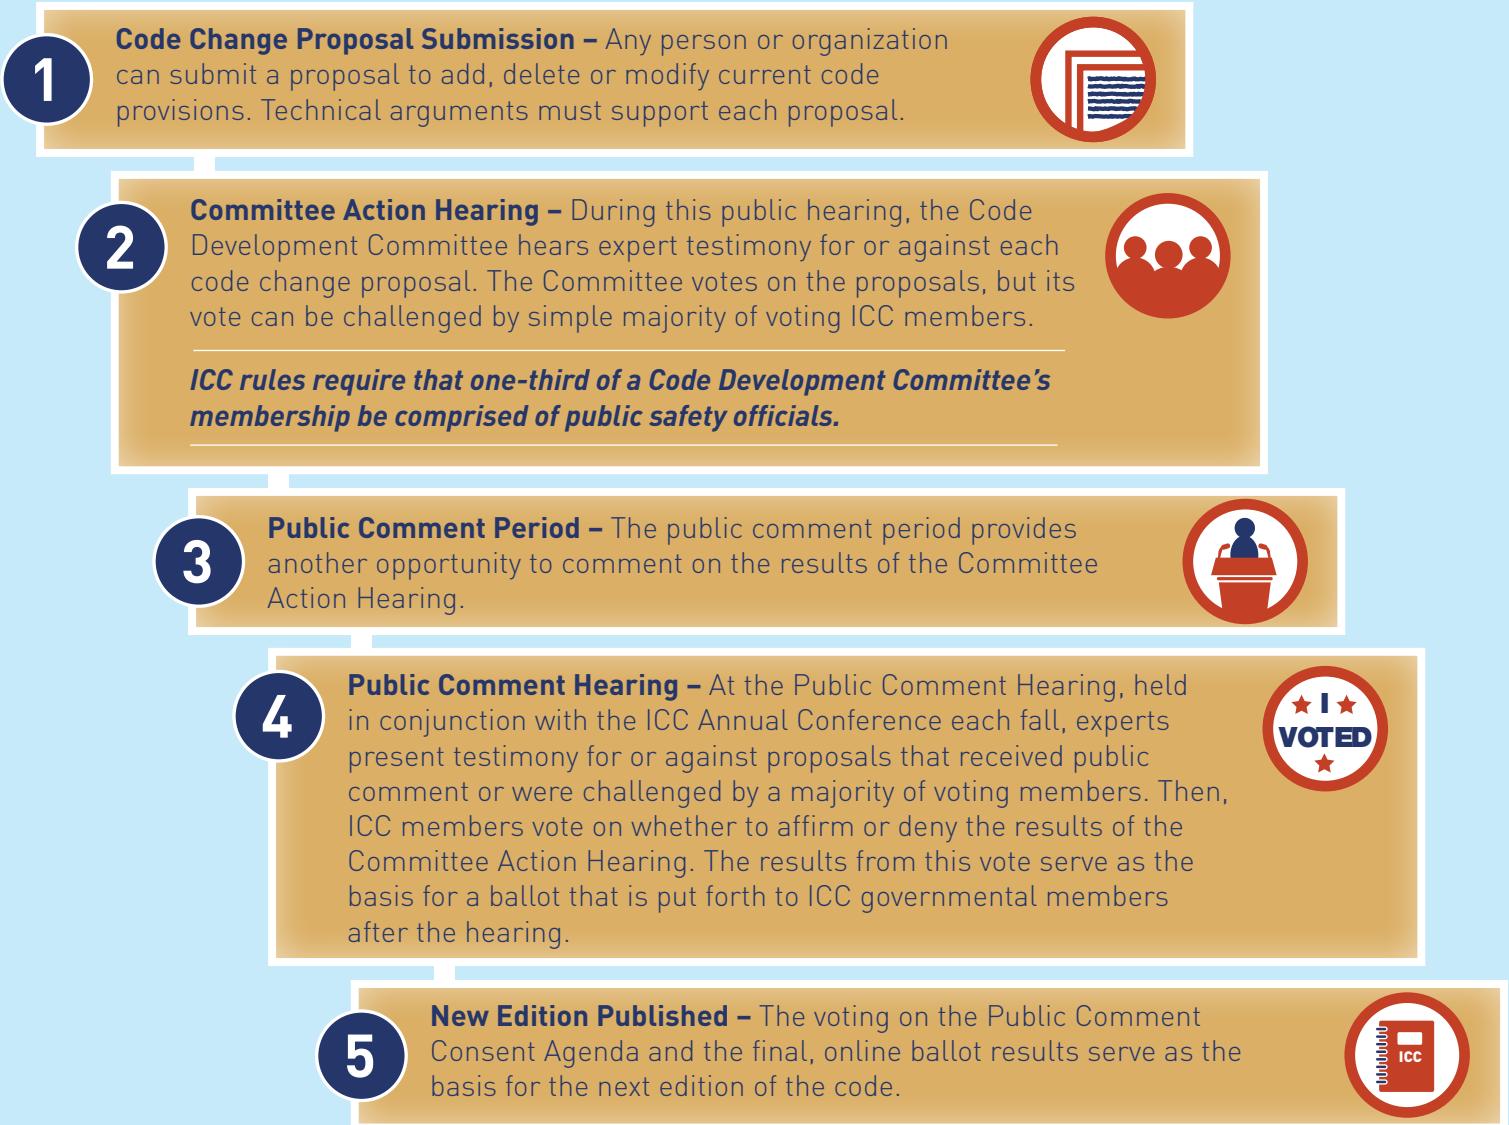 1
Code Change Proposal Submission – Any person or organization
can submit a proposal to add, delete or modify current code
provisions. Technical arguments must support each proposal.
2
Committee Action Hearing – During this public hearing, the Code
Development Committee hears expert testimony for or against each
code change proposal. The Committee votes on the proposals, but its
vote can be challenged by simple majority of voting ICC members.
ICC rules require that one-third of a Code Development Committee’s
membership be comprised of public safety officials.
3
Public Comment Period – The public comment period provides
another opportunity to comment on the results of the Committee
Action Hearing.
4
Public Comment Hearing – At the Public Comment Hearing, held
in conjunction with the ICC Annual Conference each fall, experts
present testimony for or against proposals that received public
comment or were challenged by a majority of voting members. Then,
ICC members vote on whether to affirm or deny the results of the
Committee Action Hearing. The results from this vote serve as the
basis for a ballot that is put forth to ICC governmental members
after the hearing.
I
VOTED
5
New Edition Published – The voting on the Public Comment
Consent Agenda and the final, online ballot results serve as the
basis for the next edition of the code.
ICC